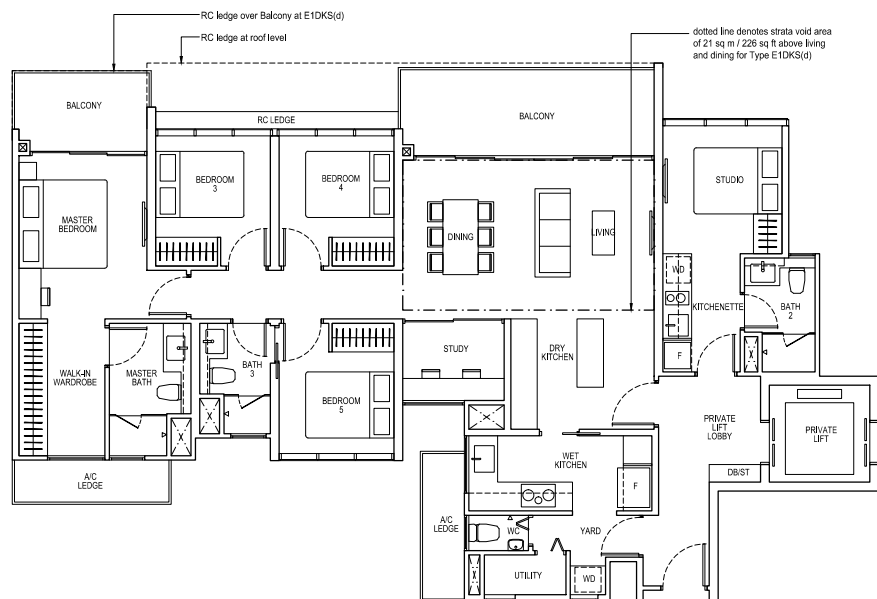 RC ledge over Balcony at E1DKS(d)
RC ledge at roof level
dotted line denotes strata void area
of 21 sq m / 226 sq ft above living
and dining for Type E1DKS(d)
BALCONY
RC LEDGE
BALCONY
BEDROOM
3
BEDROOM
4
STUDIO
MASTER
BEDROOM
DINING
LIVING
WD
KITCHENETTE
BATH
2
F
WALK-IN
WARDROBE
MASTER
BATH
BATH
3
BEDROOM
5
STUDY
DRY
KITCHEN
PRIVATE
LIFT
LOBBY
PRIVATE
LIFT
A/C
LEDGE
WET
KITCHEN
F
DB/ST
A/C
LEDGE
WC
YARD
UTILITY
WD
X
X
X
X
X